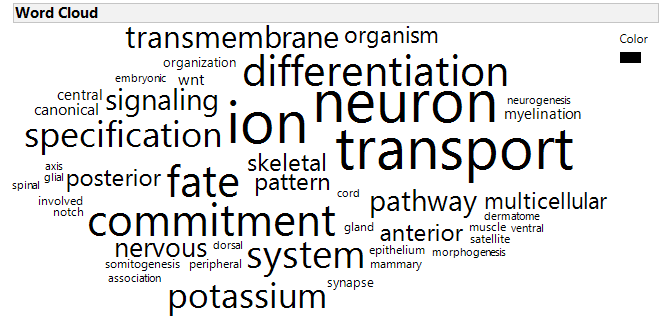 Word Cloud
Color
transmembrane organism
organization
embryonic wnt differentiation
central signaling neuron neurogenesis
canonical ion myelination
specification transport
axis skeletal
glial posterior fate pattern
spinal
involved cord pathway multicellular
notch commitment dermatome
gland anterior muscle ventral
nervous dorsal system satellite
epithelium morphogenesis
somitogenesis peripheral mammary
association
potassium synapse